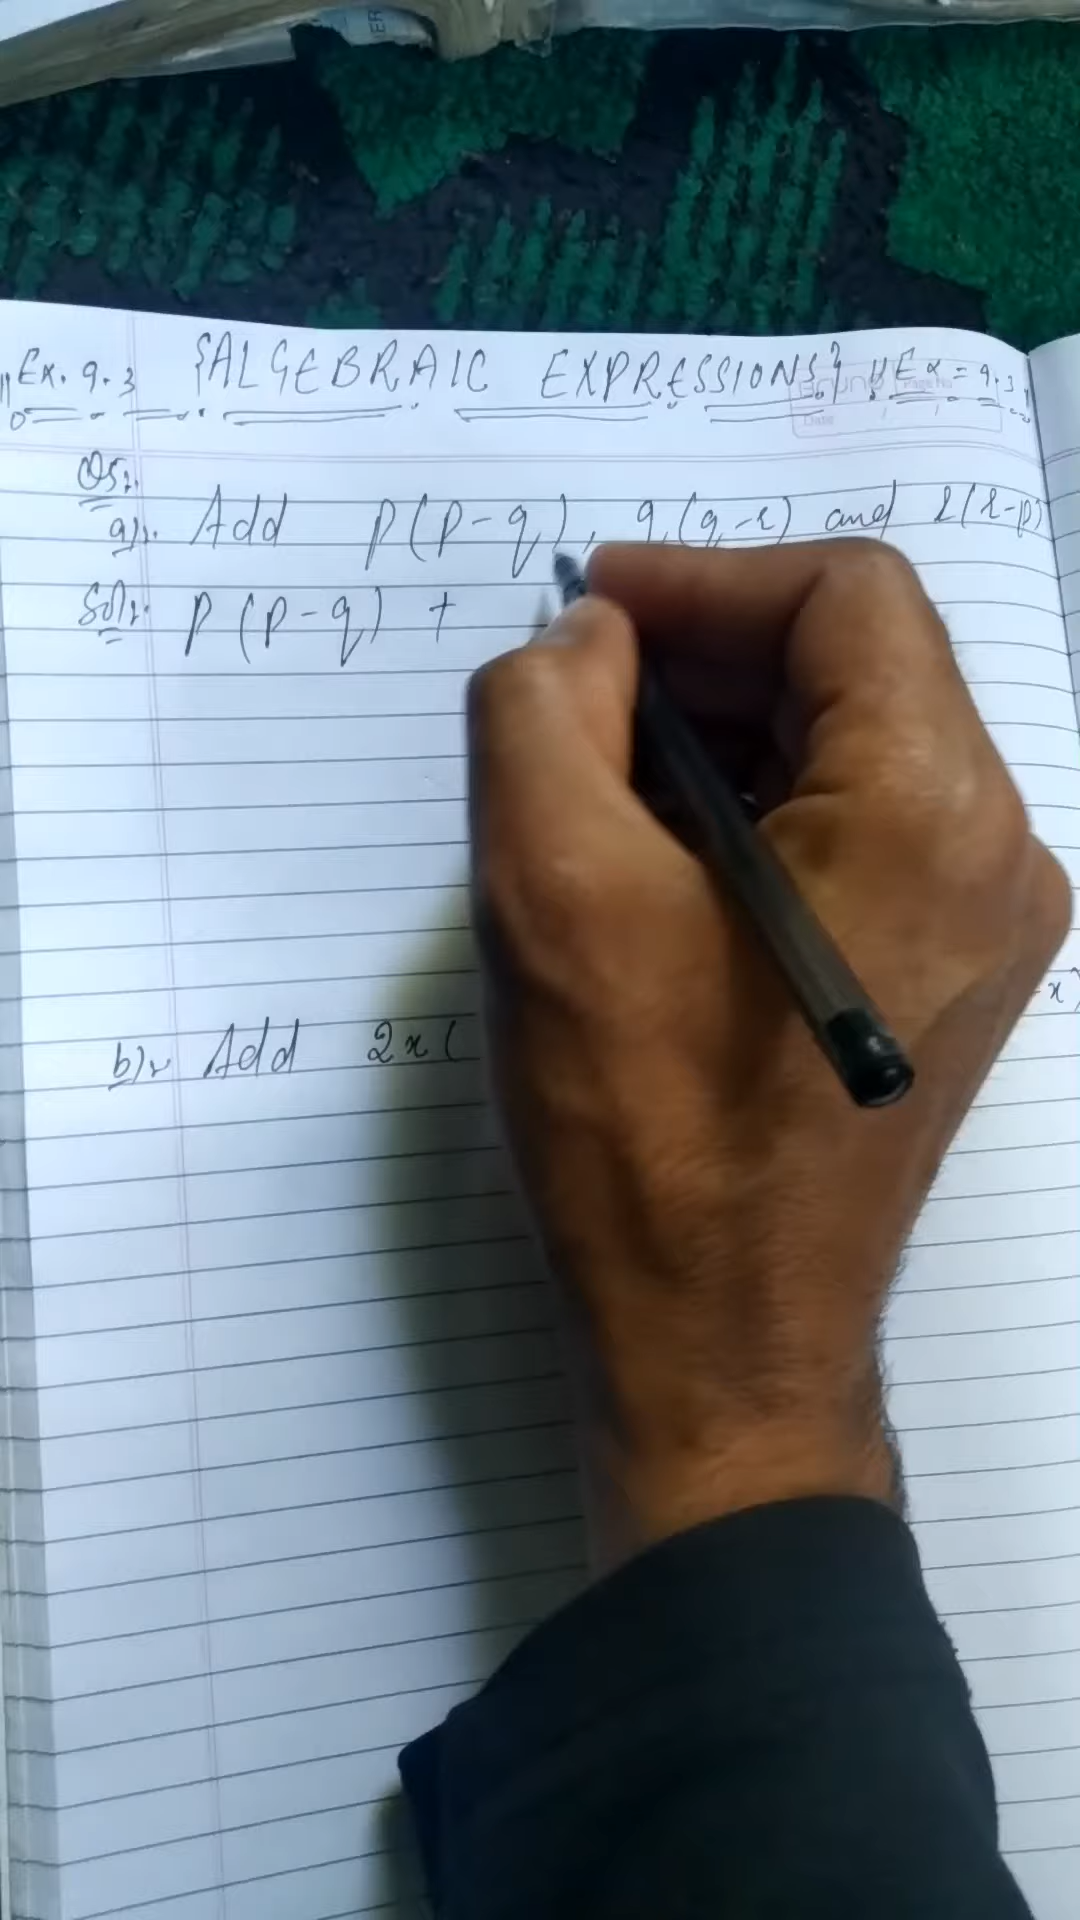 Ex. 9.3 {ALGEBRAIC EXPRESSIONS} Ex = 9.3
Q5:
a): Add p(p-q), q(q-r) and r(r-p)
Sol: p(p-q) +
b): Add 2x( -x)